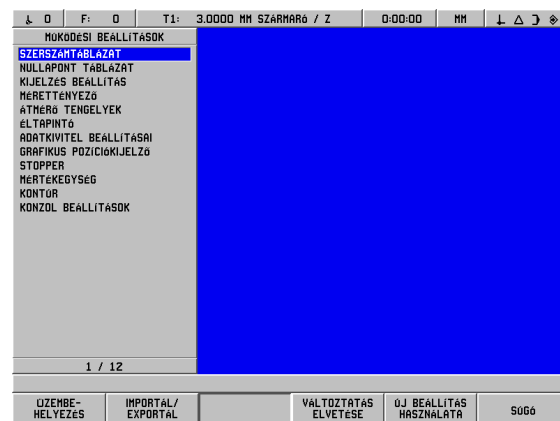 0 F: 0 T1: 3.0000 MM SZÁRMARÓ / Z 0:00:00 MM
MŰKÖDÉSI BEÁLLÍTÁSOK
SZERSZÁMTÁBLÁZAT
NULLAPONT TÁBLÁZAT
KIJELZÉS BEÁLLÍTÁS
MÉRETTÉNYEZŐ
ÁTMÉRŐ TENGELYEK
ÉLTAPINTÓ
ADATKIVITEL BEÁLLÍTÁSAI
GRAFIKUS POZÍCIÓKIJELZŐ
STOPPER
MÉRTÉKEGYSÉG
KONTÚR
KONZOL BEÁLLÍTÁSOK
1 / 12
ÜZEMBE-
HELYEZÉS
IMPORTÁL/
EXPORTÁL
VÁLTOZTATÁS
ELVETÉSE
ÚJ BEÁLLÍTÁS
HASZNÁLATA
SÚGÓ